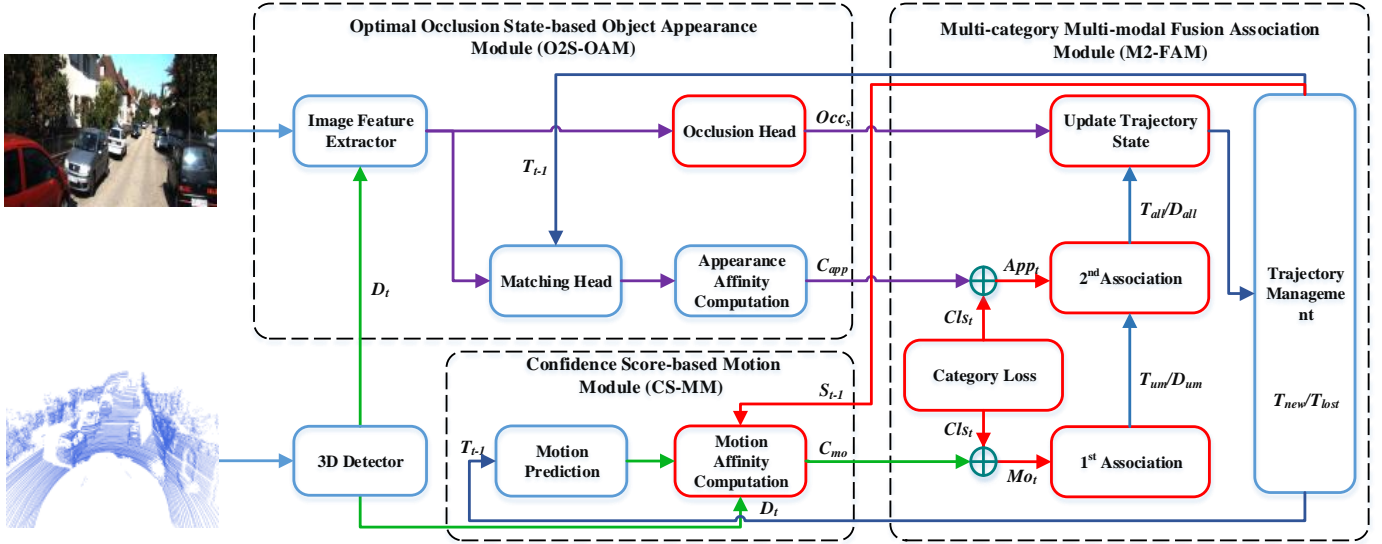 Optimal Occlusion State-based Object Appearance
Module (O2S-OAM)
Multi-category Multi-modal Fusion Association
Module (M2-FAM)
Image Feature
Extractor
Occlusion Head
Occs
Update Trajectory
State
Tt-1
Tall/Dall
Matching Head
Appearance
Affinity
Computation
Capp
Appt
2nd Association
Trajectory
Manageme
nt
Dt
Clst
Confidence Score-based Motion
Module (CS-MM)
Category Loss
St-1
Tum/Dum
Tnew/Tlost
Clst
3D Detector
Tt-1
Motion
Prediction
Motion
Affinity
Computation
Cmo
Mot
1st Association
Dt